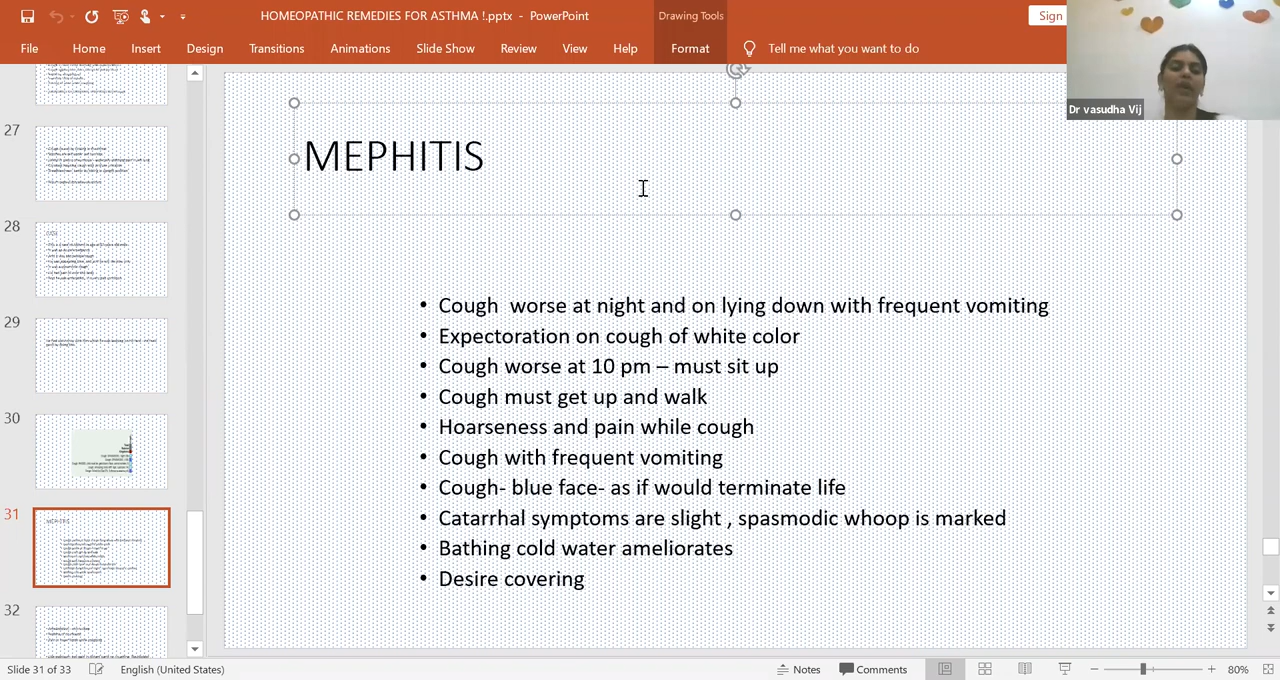 HOMEOPATHIC REMEDIES FOR ASTHMA !.pptx - PowerPoint
Drawing Tools
Sign
File Home Insert Design Transitions Animations Slide Show Review View Help Format Tell me what you want to do
Dr vasudha Vij
27
28
29
30
31
32
MEPHITIS
• Cough worse at night and on lying down with frequent vomiting
• Expectoration on cough of white color
• Cough worse at 10 pm – must sit up
• Cough must get up and walk
• Hoarseness and pain while cough
• Cough with frequent vomiting
• Cough- blue face- as if would terminate life
• Catarrhal symptoms are slight , spasmodic whoop is marked
• Bathing cold water ameliorates
• Desire covering
Slide 31 of 33 English (United States) Notes Comments 80%